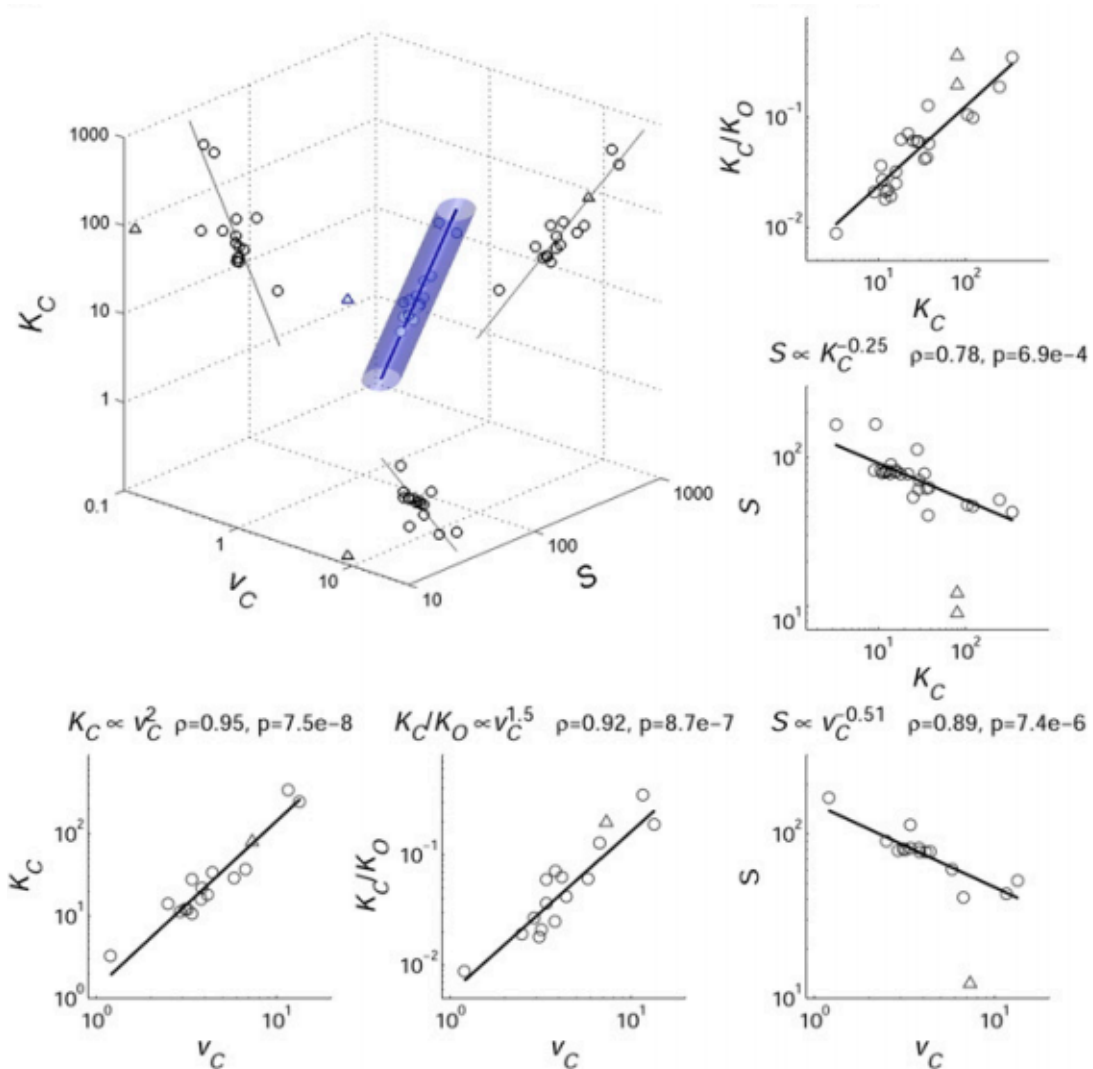 1000
100
10
1
0.1
K_C
1
10
v_C
10
100
1000
S
10^-1
10^-2
K_C/K_O
10^1
10^2
K_C
S ∝ K_C^-0.25 ρ=0.78, p=6.9e-4
10^2
10^1
S
10^1
10^2
K_C
K_C ∝ v_C^2 ρ=0.95, p=7.5e-8
10^2
10^1
10^0
K_C
10^0
10^1
v_C
K_C/K_O ∝ v_C^1.5 ρ=0.92, p=8.7e-7
10^-1
10^-2
K_C/K_O
10^0
10^1
v_C
S ∝ v_C^-0.51 ρ=0.89, p=7.4e-6
10^2
10^1
S
10^0
10^1
v_C